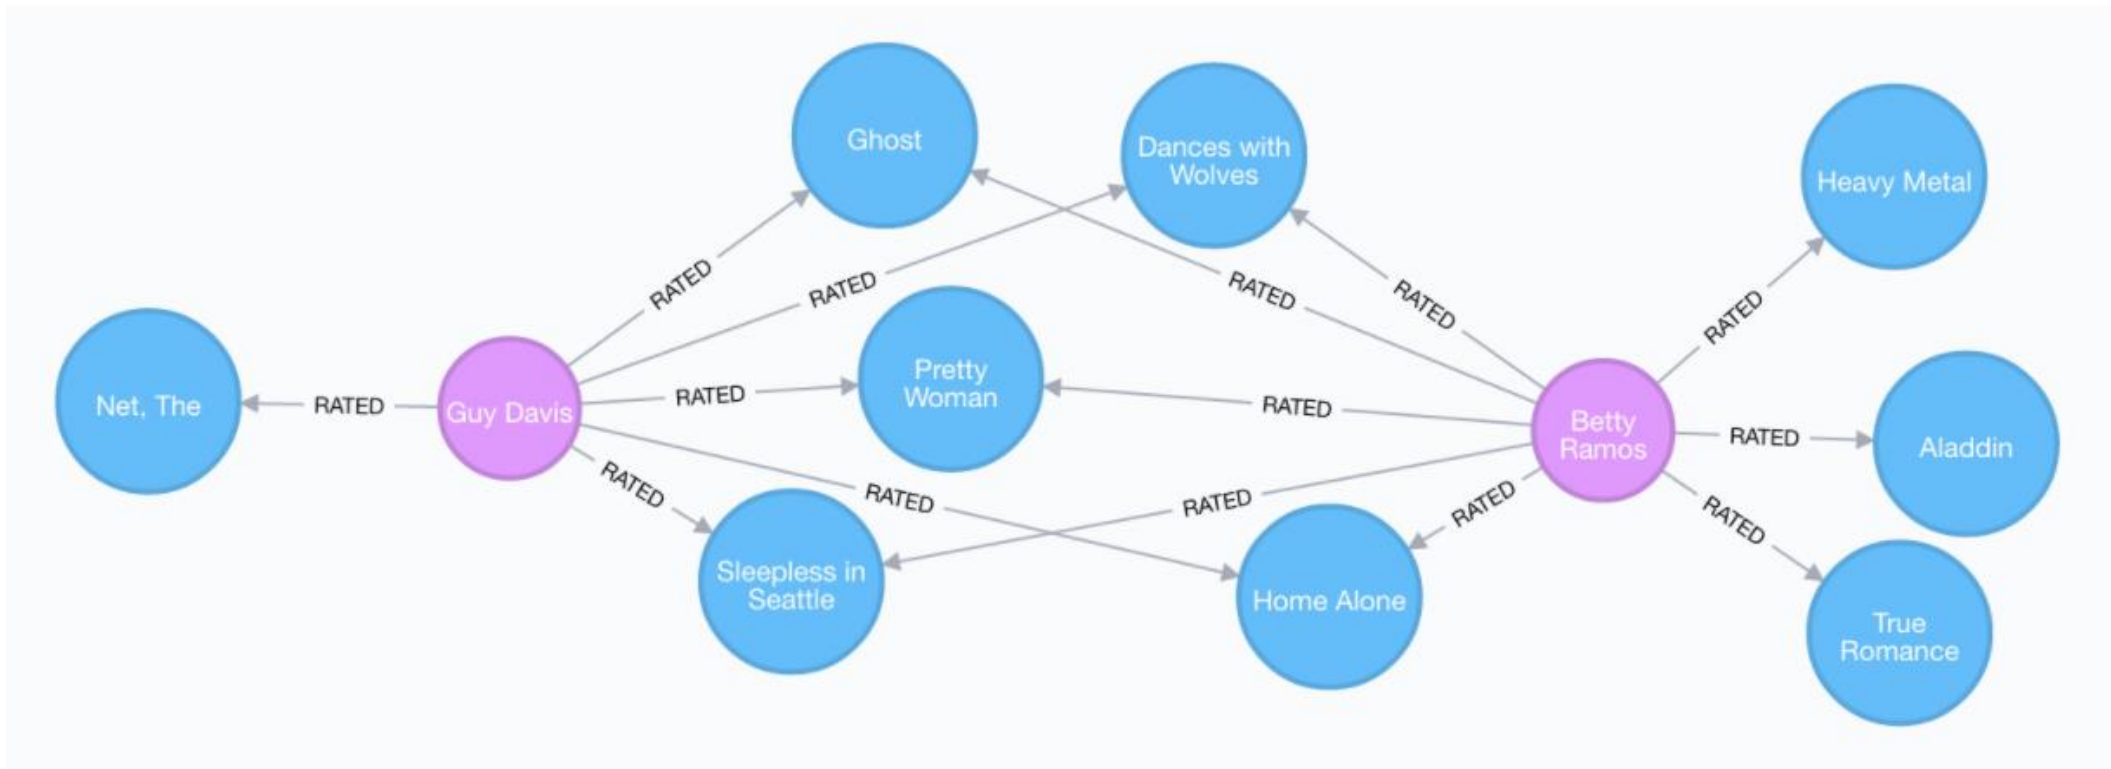 Ghost
Dances with
Wolves
Heavy Metal
RATED
RATED
RATED
RATED
RATED
Net, The
RATED
Guy Davis
RATED
Pretty
Woman
RATED
Betty
Ramos
RATED
Aladdin
RATED
RATED
RATED
RATED
RATED
Sleepless in
Seattle
Home Alone
True
Romance